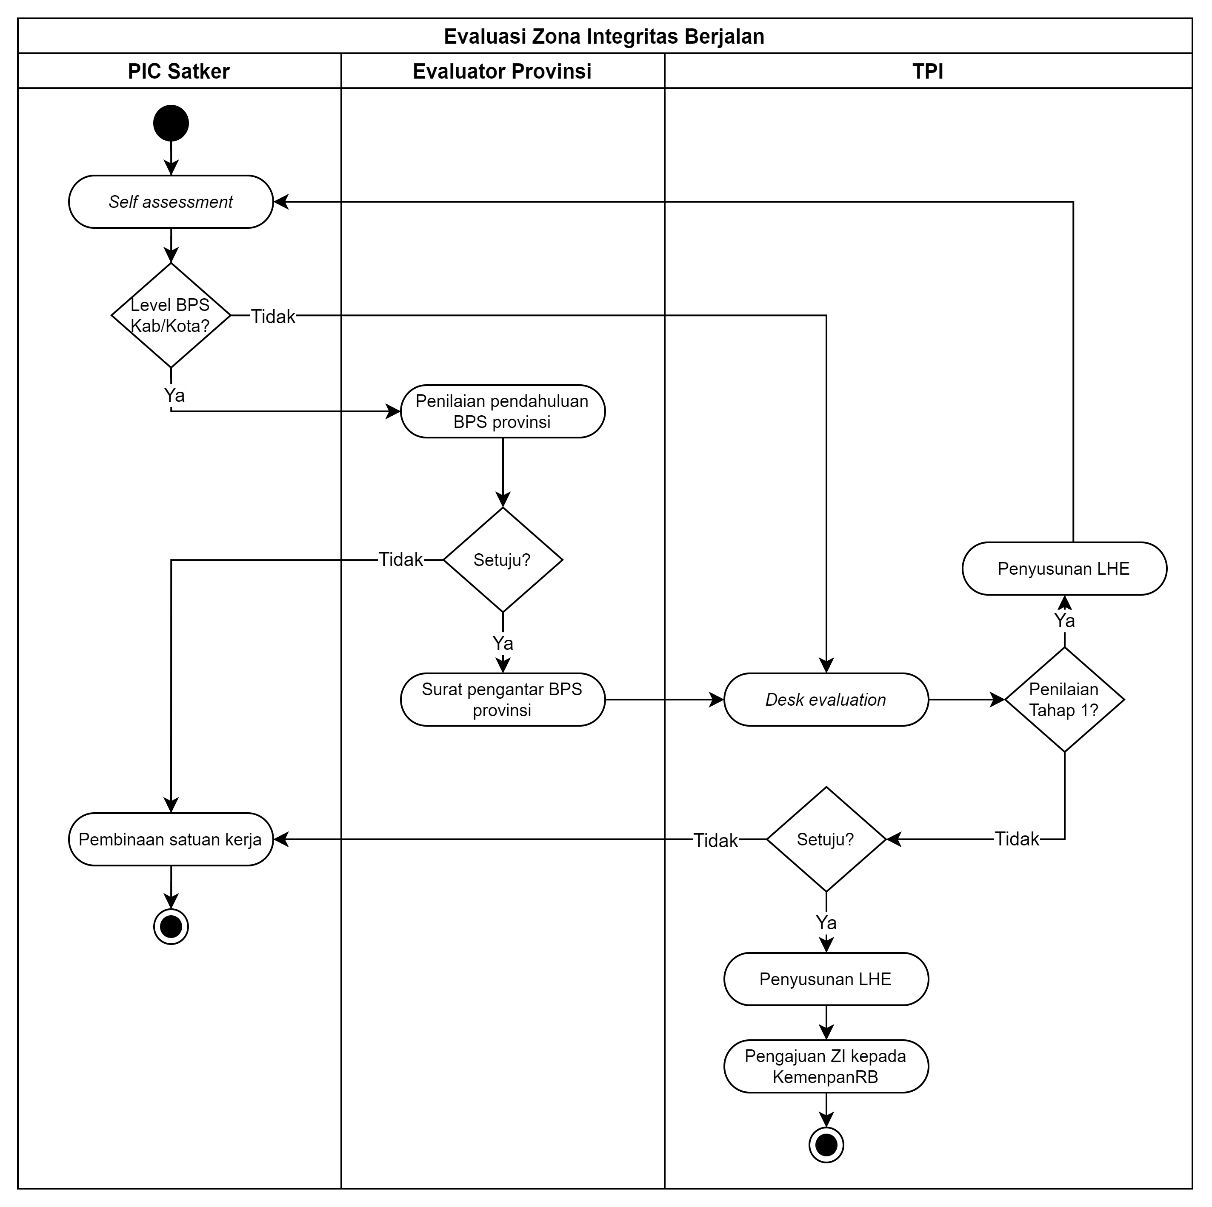 Evaluasi Zona Integritas Berjalan
PIC Satker
Evaluator Provinsi
TPI
Self assessment
Level BPS
Kab/Kota?
Tidak
Ya
Penilaian pendahuluan
BPS provinsi
Setuju?
Tidak
Ya
Surat pengantar BPS
provinsi
Desk evaluation
Penyusunan LHE
Ya
Penilaian
Tahap 1?
Tidak
Setuju?
Tidak
Pembinaan satuan kerja
Ya
Penyusunan LHE
Pengajuan ZI kepada
KemenpanRB